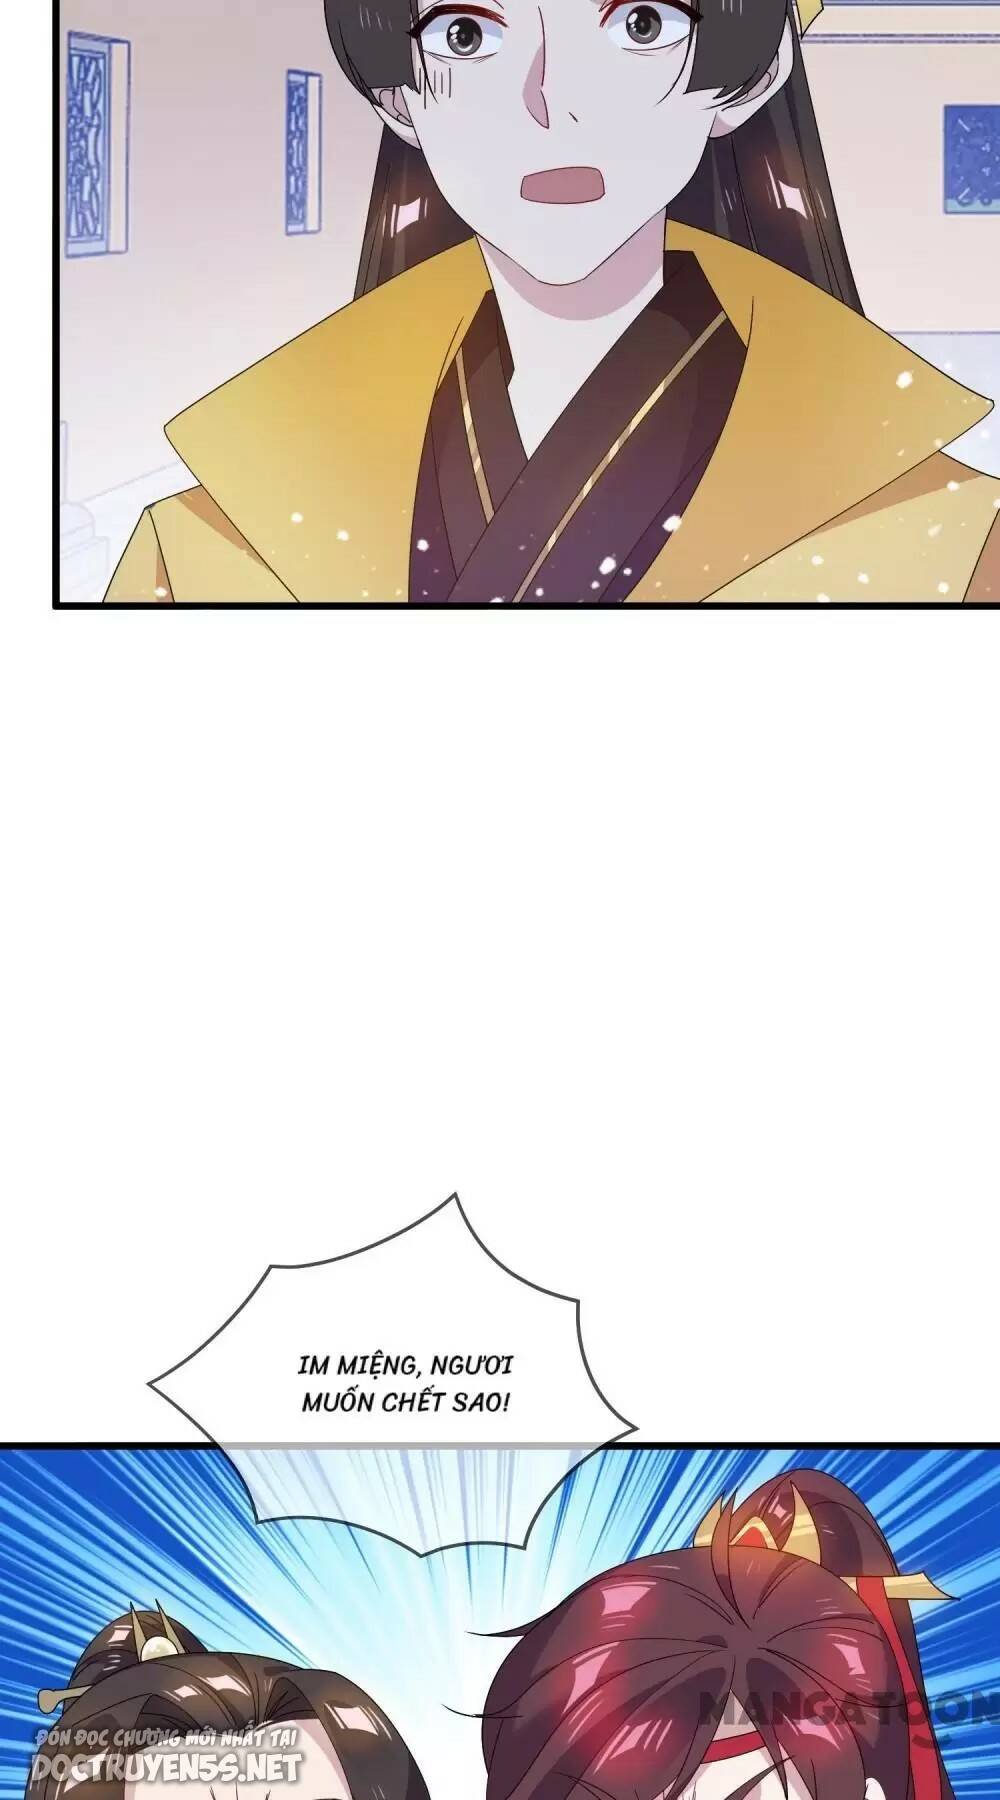 IM MIỆNG, NGƯƠI
MUỐN CHẾT SAO!
MANGATOON
ĐÓN ĐỌC CHƯƠNG MỚI NHẤT TẠI
DOCTRUYEN5S.NET